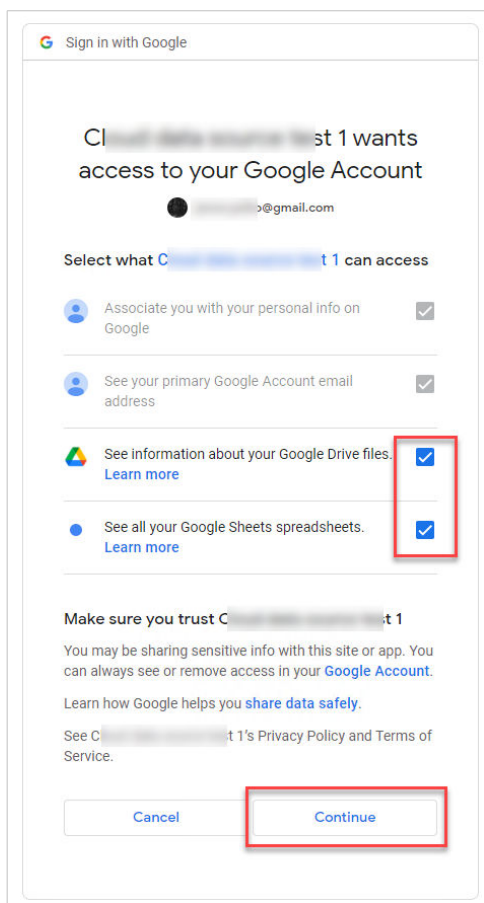 Sign in with Google
st 1 wants
access to your Google Account
o@gmail.com
Select what C t 1 can access
Associate you with your personal info on
Google
See your primary Google Account email
address
See information about your Google Drive files.
Learn more
See all your Google Sheets spreadsheets.
Learn more
Make sure you trust C t 1
You may be sharing sensitive info with this site or app. You
can always see or remove access in your Google Account.
Learn how Google helps you share data safely.
See C t 1's Privacy Policy and Terms of
Service.
Cancel Continue